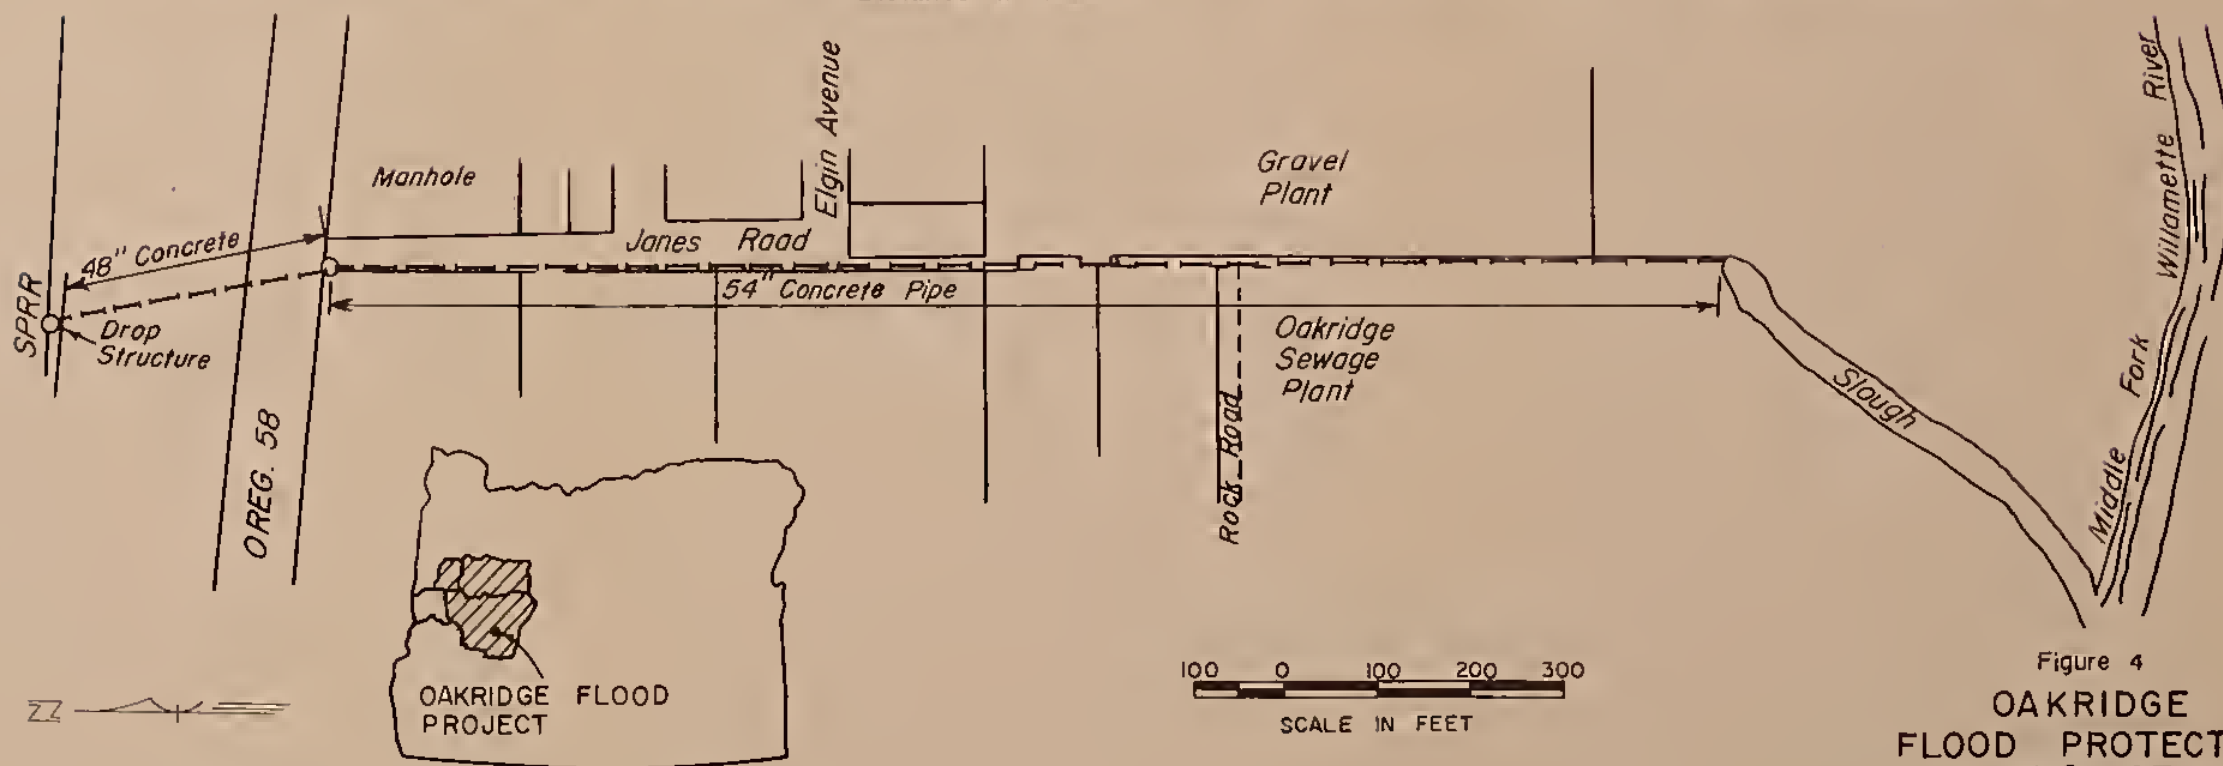 Elgin Avenue
Manhole
Gravel
Plant
Willamette River
Jones Road
48" Concrete
54" Concrete Pipe
SPRR
Drop
Structure
Oakridge
Sewage
Plant
Slough
Middle Fork
OREG. 58
Rock Road
OAKRIDGE FLOOD
PROJECT
100 0 100 200 300
SCALE IN FEET
Figure 4
OAKRIDGE
FLOOD PROTECT